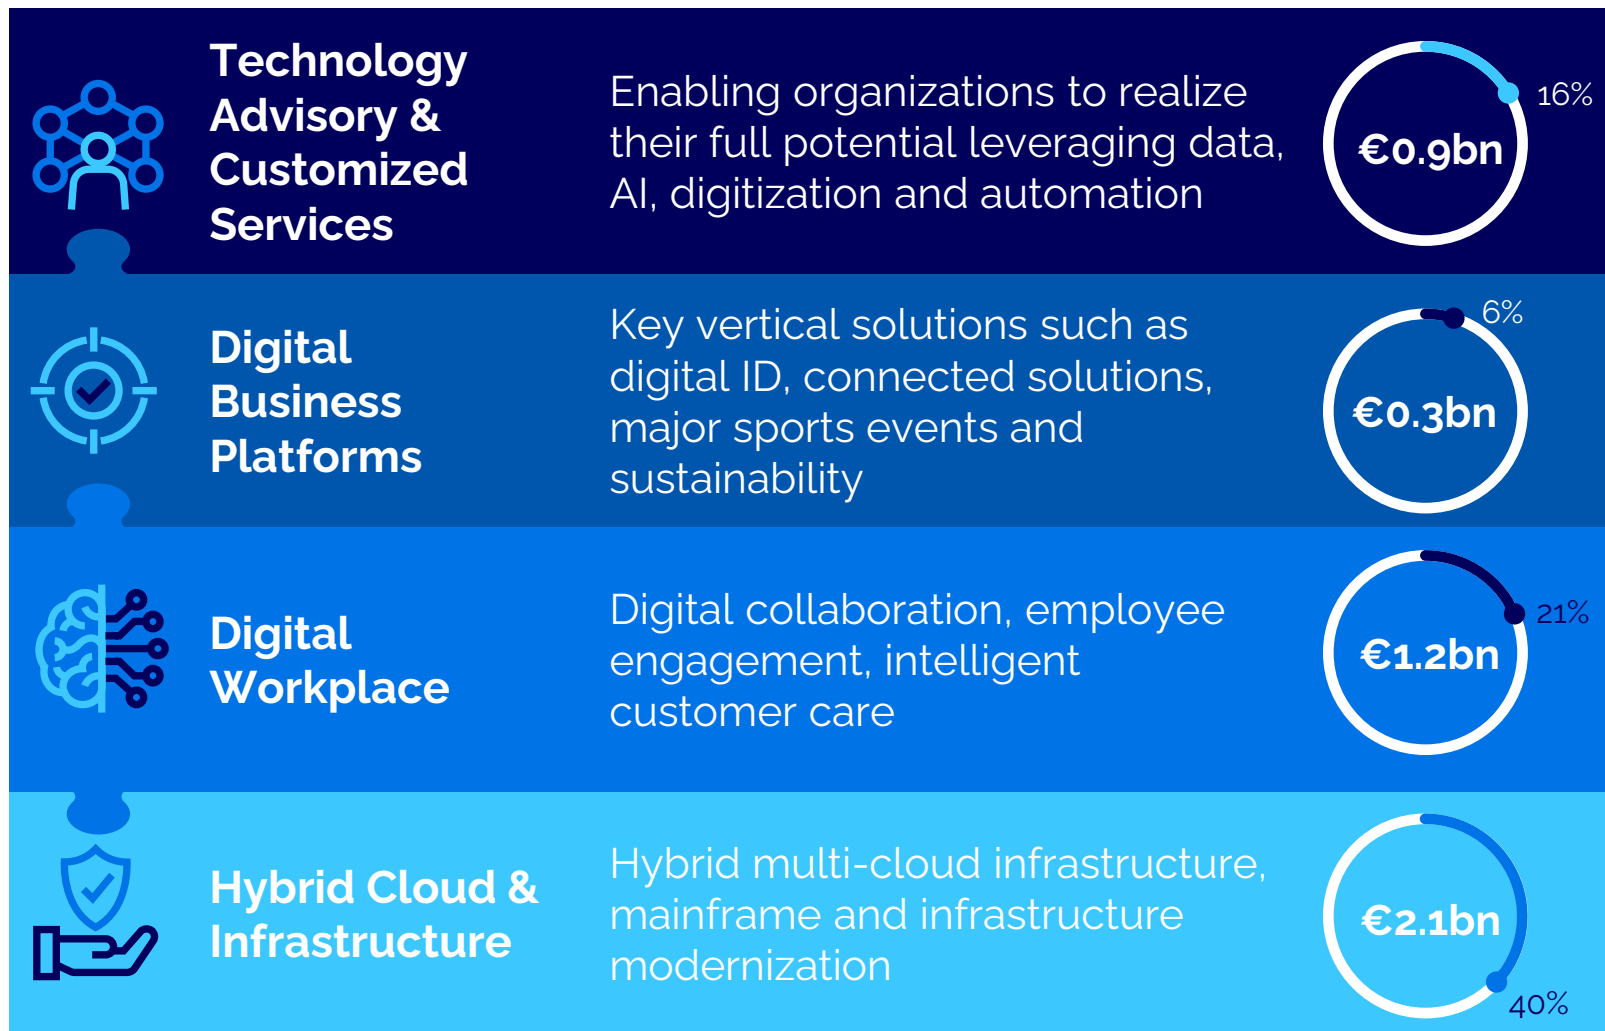 Technology
Advisory &
Customized
Services
Enabling organizations to realize
their full potential leveraging data,
AI, digitization and automation
€0.9bn
16%
Digital
Business
Platforms
Key vertical solutions such as
digital ID, connected solutions,
major sports events and
sustainability
€0.3bn
6%
Digital
Workplace
Digital collaboration, employee
engagement, intelligent
customer care
€1.2bn
21%
Hybrid Cloud &
Infrastructure
Hybrid multi-cloud infrastructure,
mainframe and infrastructure
modernization
€2.1bn
40%